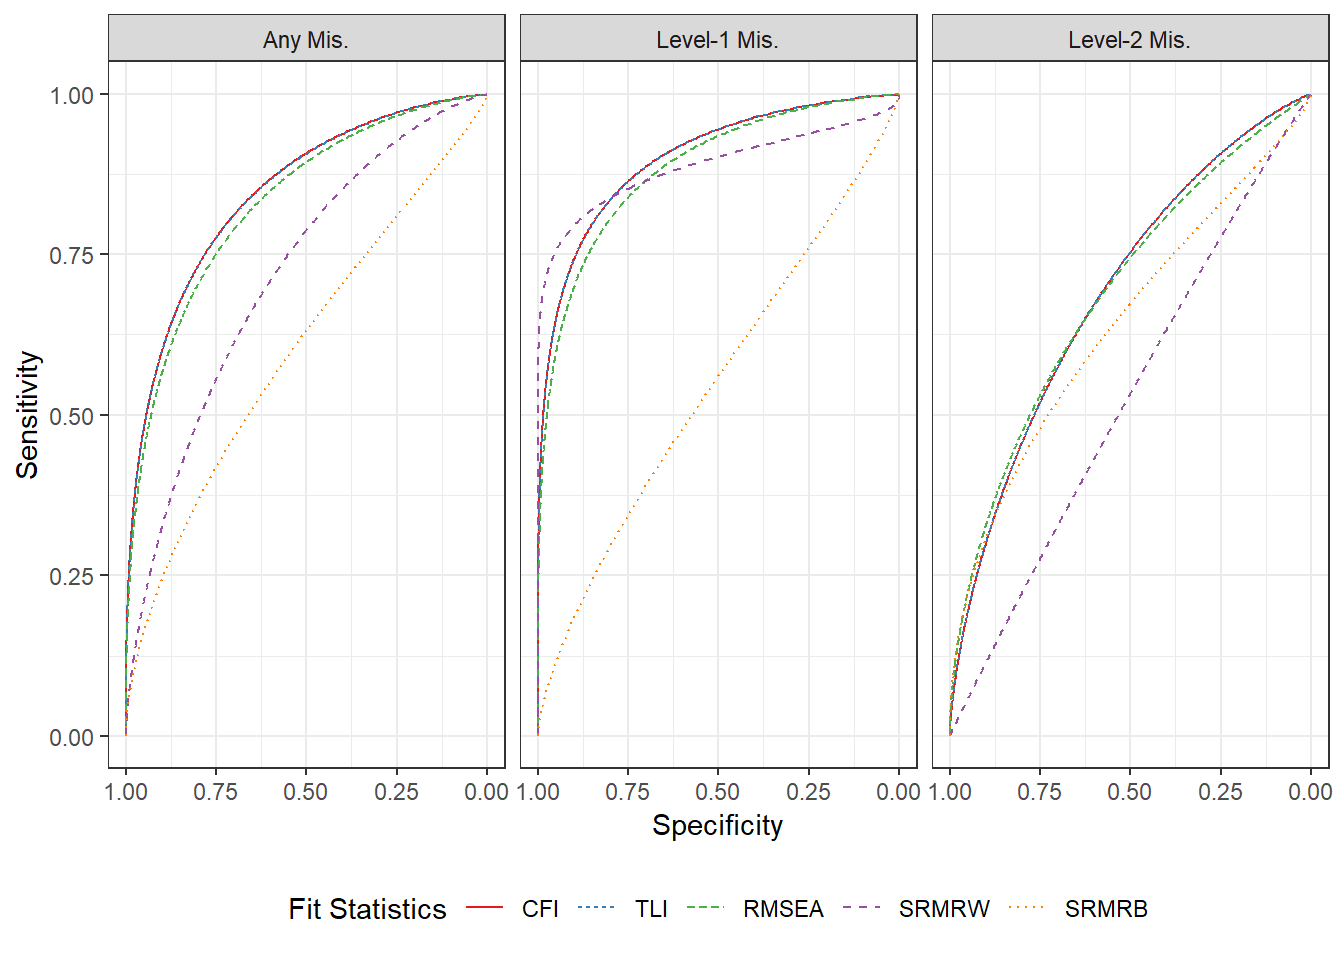 Any Mis. Level-1 Mis. Level-2 Mis.
1.00
0.75
0.50
0.25
0.00
Sensitivity
1.00 0.75 0.50 0.25 0.00 1.00 0.75 0.50 0.25 0.00 1.00 0.75 0.50 0.25 0.00
Specificity
Fit Statistics CFI TLI RMSEA SRMRW SRMRB